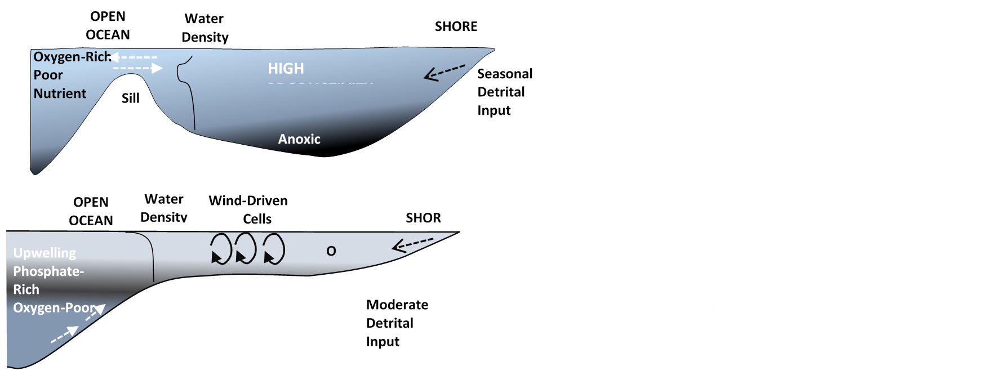 OPEN
OCEAN
Water
Density
SHORE
Oxygen-Rich
Poor
Nutrient
Sill
HIGH
Anoxic
Seasonal
Detrital
Input
OPEN
OCEAN
Water
Density
Wind-Driven
Cells
SHOR
Upwelling
Phosphate-
Rich
Oxygen-Poor
O
Moderate
Detrital
Input